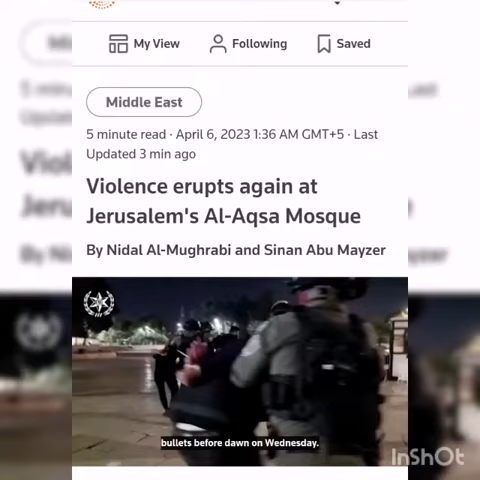 My View Following Saved
Middle East
5 minute read · April 6, 2023 1:36 AM GMT+5 · Last
Updated 3 min ago
Violence erupts again at
Jerusalem's Al-Aqsa Mosque
By Nidal Al-Mughrabi and Sinan Abu Mayzer
bullets before dawn on Wednesday.
InShOt